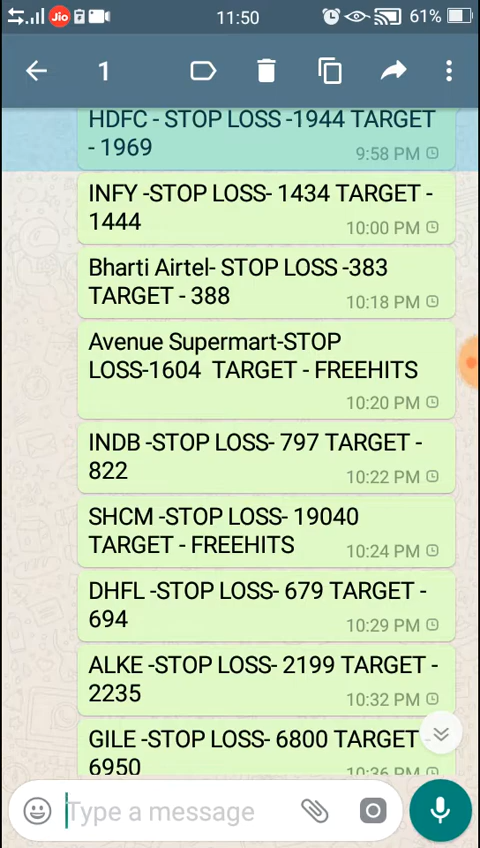 Jio
11:50
61%
1
HDFC - STOP LOSS -1944 TARGET
- 1969
9:58 PM
INFY -STOP LOSS- 1434 TARGET -
1444
10:00 PM
Bharti Airtel- STOP LOSS -383
TARGET - 388
10:18 PM
Avenue Supermart-STOP
LOSS-1604  TARGET - FREEHITS
10:20 PM
INDB -STOP LOSS- 797 TARGET -
822
10:22 PM
SHCM -STOP LOSS- 19040
TARGET - FREEHITS
10:24 PM
DHFL -STOP LOSS- 679 TARGET -
694
10:29 PM
ALKE -STOP LOSS- 2199 TARGET -
2235
10:32 PM
GILE -STOP LOSS- 6800 TARGET -
6950
10:36 PM
Type a message